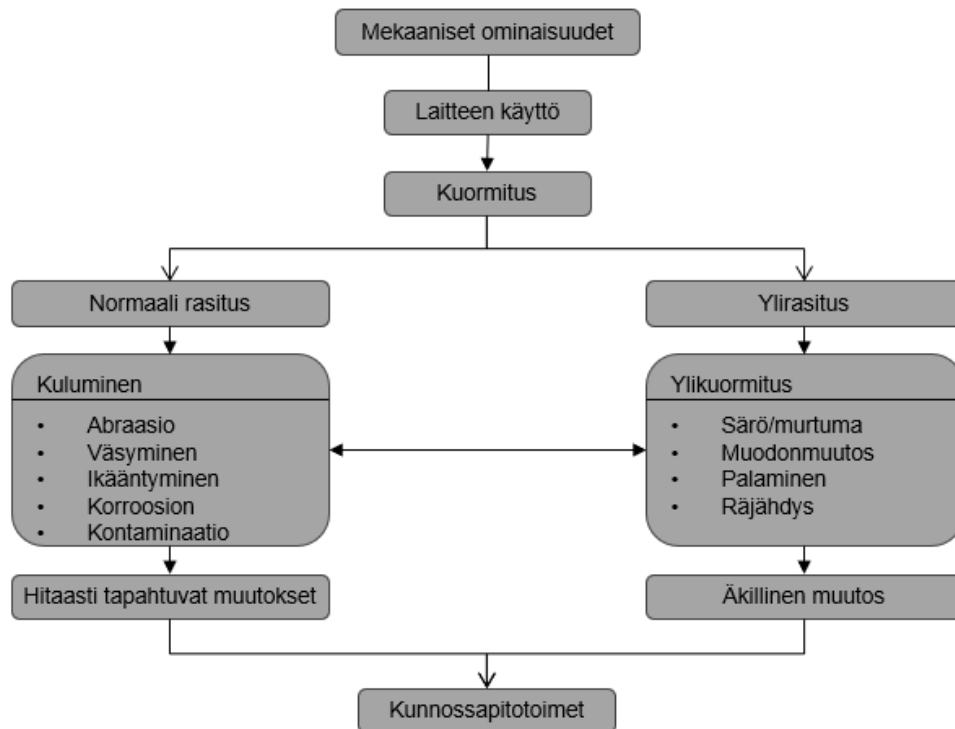 Mekaaniset ominaisuudet
Laitteen käyttö
Kuormitus
Normaali rasitus
Ylirasitus
Kuluminen
• Abraasio
• Väsyminen
• Ikääntyminen
• Korroosion
• Kontaminaatio
Ylikuormitus
• Särö/murtuma
• Muodonmuutos
• Palaminen
• Räjähdys
Hitaasti tapahtuvat muutokset
Äkillinen muutos
Kunnossapitotoimet